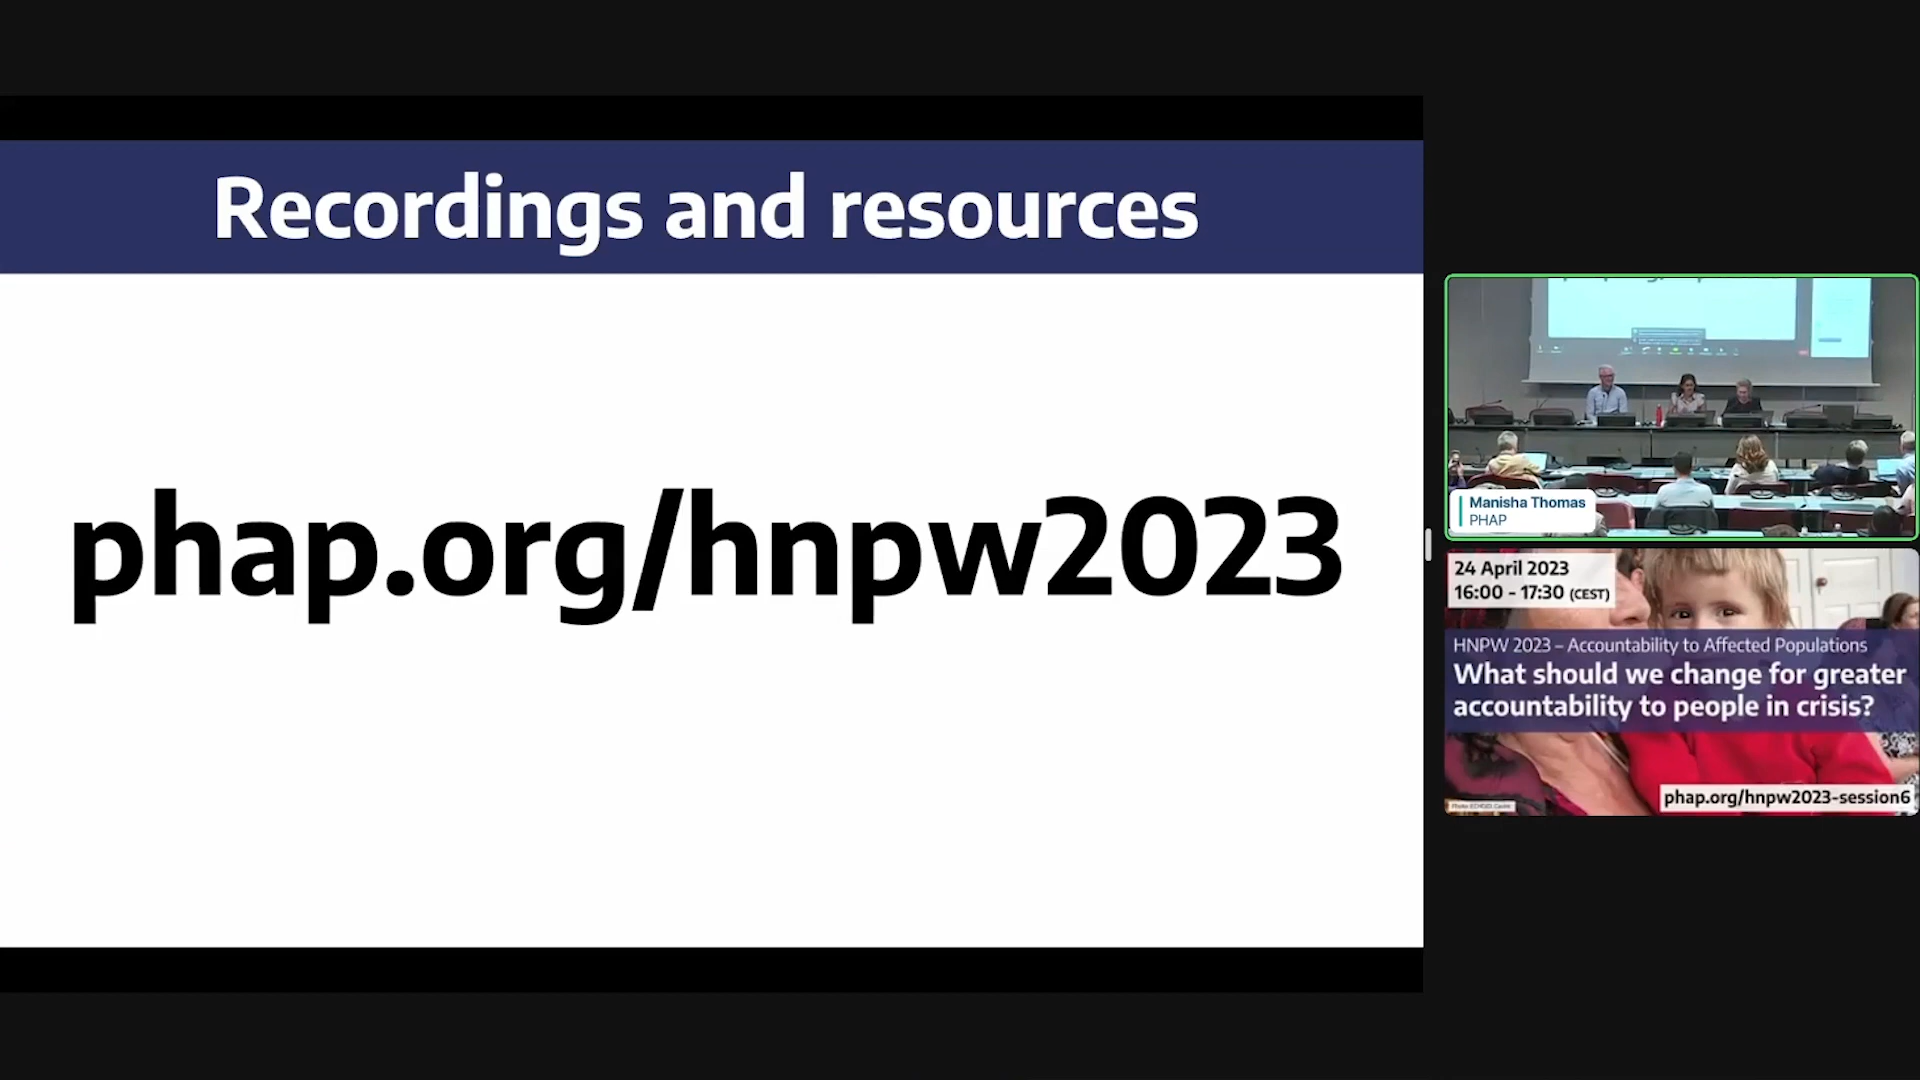 Recordings and resources
phap.org/hnpw2023
Manisha Thomas
PHAP
24 April 2023
16:00 - 17:30 (CEST)
HNPW 2023 – Accountability to Affected Populations
What should we change for greater
accountability to people in crisis?
phap.org/hnpw2023-session6